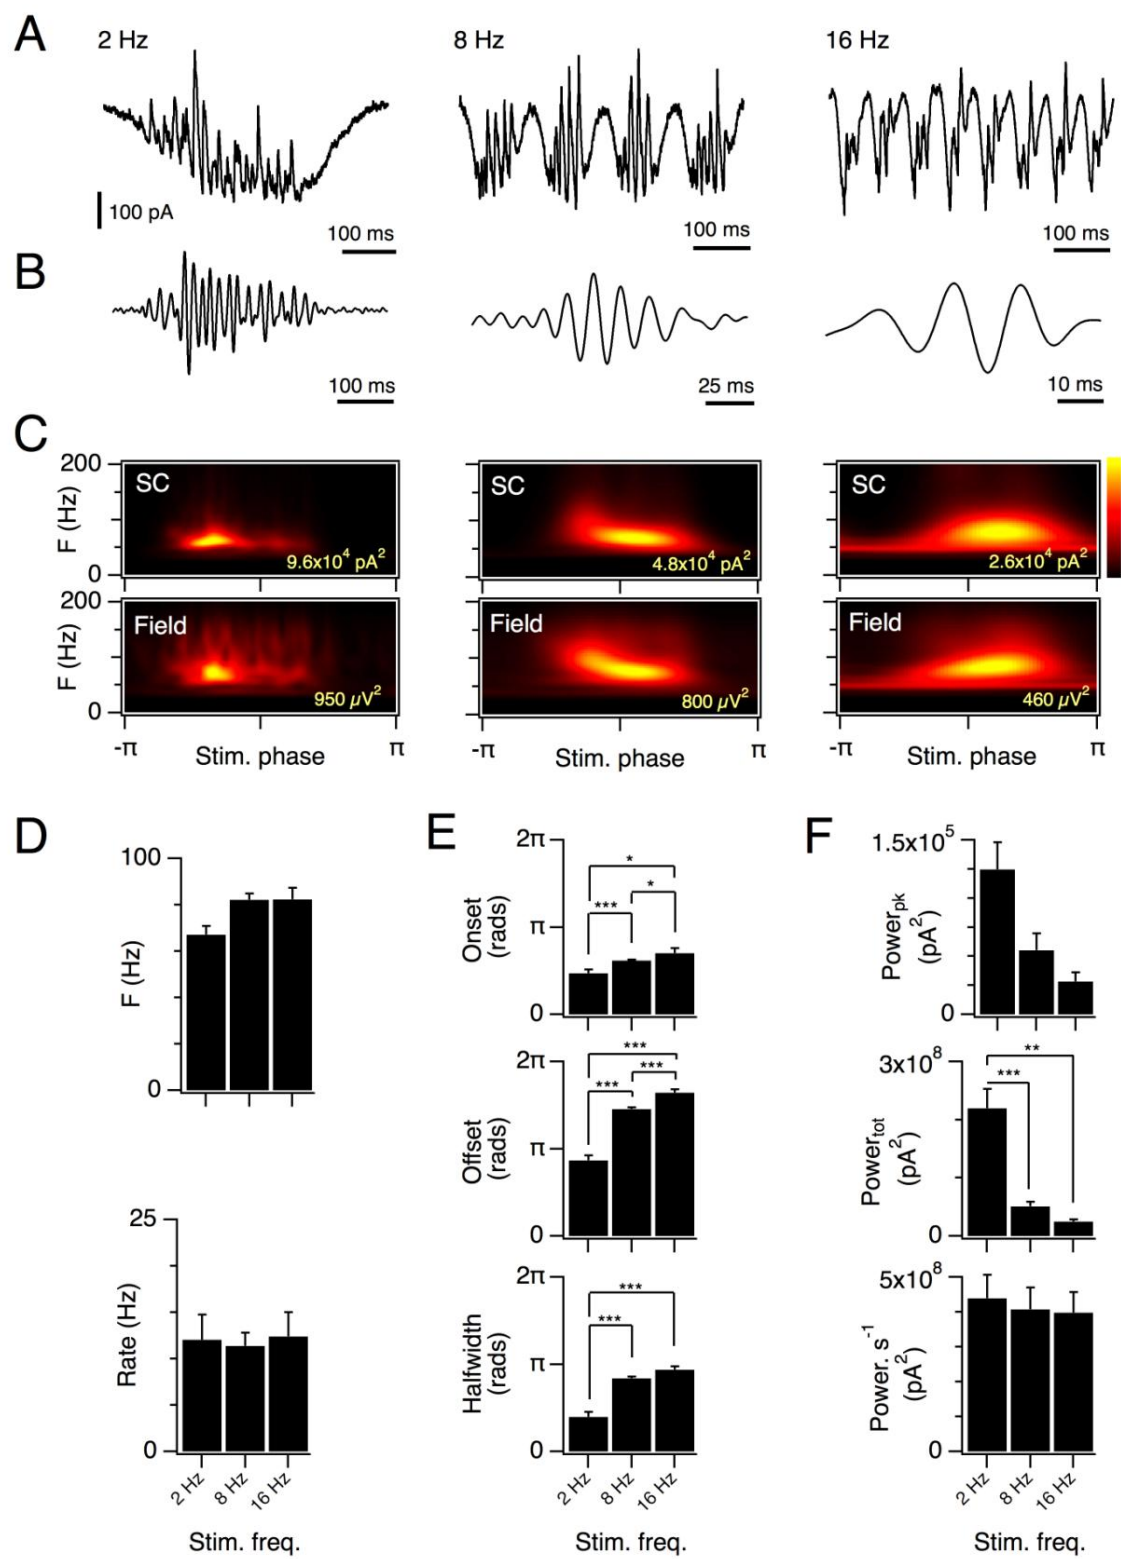 A
2 Hz
8 Hz
16 Hz
100 pA
100 ms
100 ms
100 ms
B
100 ms
25 ms
10 ms
C
200
F (Hz)
0
SC
9.6x10⁴ pA²
SC
4.8x10⁴ pA²
SC
2.6x10⁴ pA²
200
F (Hz)
0
Field
950 µV²
Field
800 µV²
Field
460 µV²
-π
Stim. phase
π
-π
Stim. phase
π
-π
Stim. phase
π
D
100
F (Hz)
0
25
Rate (Hz)
0
2 Hz
8 Hz
16 Hz
Stim. freq.
E
2π
π
0
Onset
(rads)
*
*
***
2π
π
0
Offset
(rads)
***
***
***
2π
π
0
Halfwidth
(rads)
***
***
2 Hz
8 Hz
16 Hz
Stim. freq.
F
1.5x10⁵
Powerpk
(pA²)
0
3x10⁸
Powertot
(pA²)
0
**
***
5x10⁸
Power. s⁻¹
(pA²)
0
2 Hz
8 Hz
16 Hz
Stim. freq.